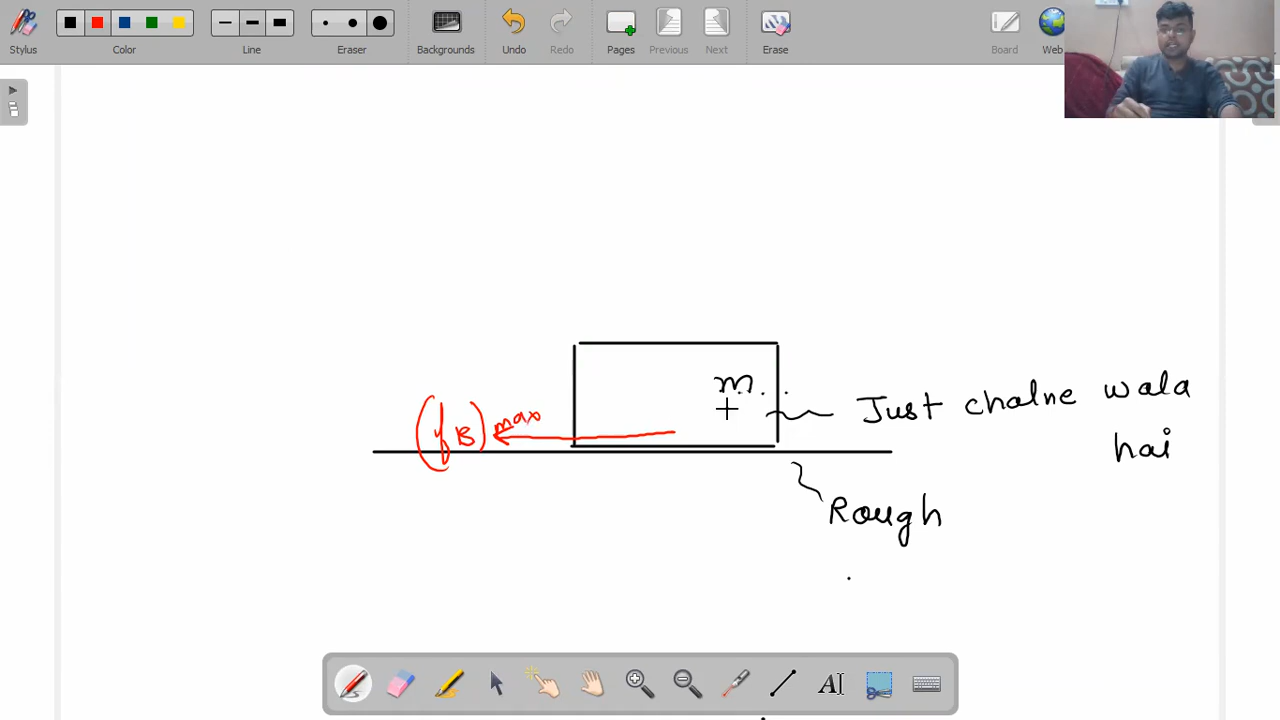 Stylus
Color
Line
Eraser
Backgrounds
Undo
Redo
Pages
Previous
Next
Erase
Board
Web
m
Just chalne wala
hai
max
Rough
AI